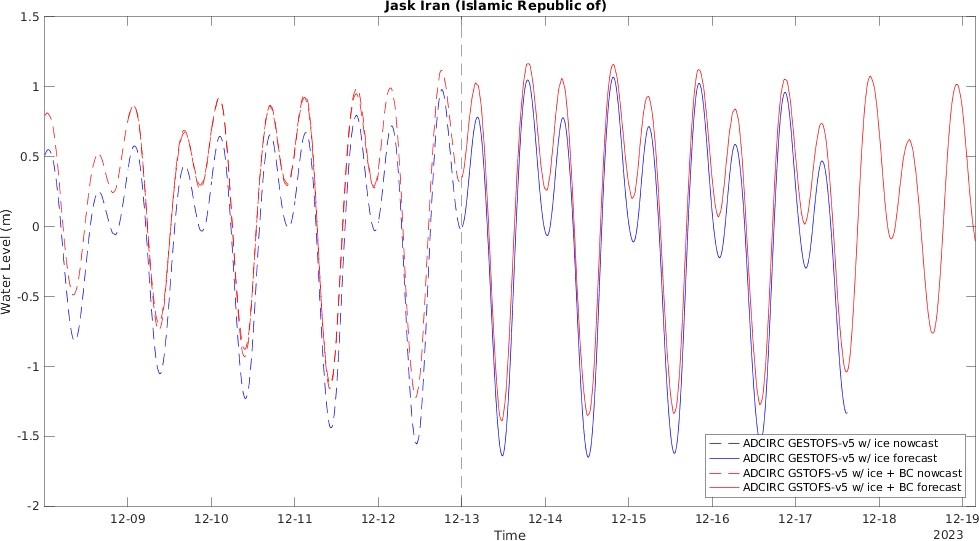 Jask Iran (Islamic Republic of)
1.5
1
0.5
0
-0.5
-1
-1.5
-2
Water Level (m)
ADCIRC GESTOFS-v5 w/ ice nowcast
ADCIRC GESTOFS-v5 w/ ice forecast
ADCIRC GSTOFS-v5 w/ ice + BC nowcast
ADCIRC GSTOFS-v5 w/ ice + BC forecast
12-09 12-10 12-11 12-12 12-13 12-14 12-15 12-16 12-17 12-18 12-19
Time
2023